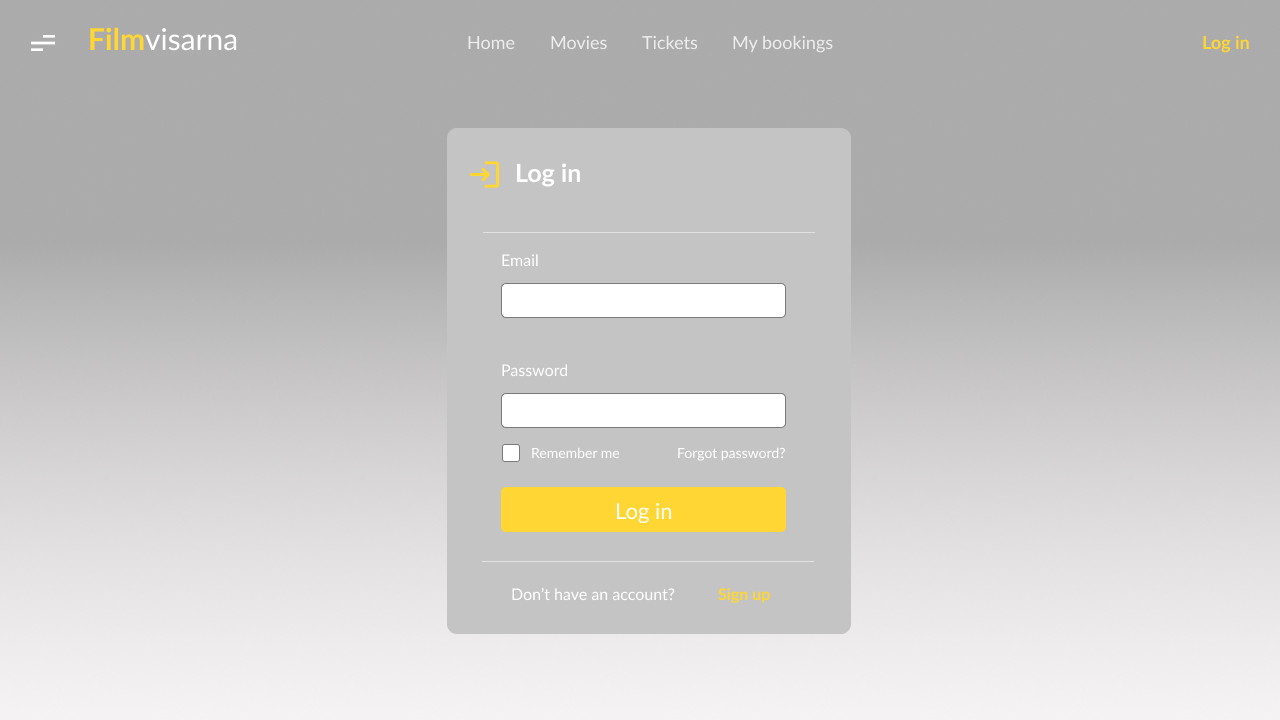 Filmvisarna Home Movies Tickets My bookings Log in
Log in
Email
Password
Remember me Forgot password?
Log in
Don't have an account? Sign up